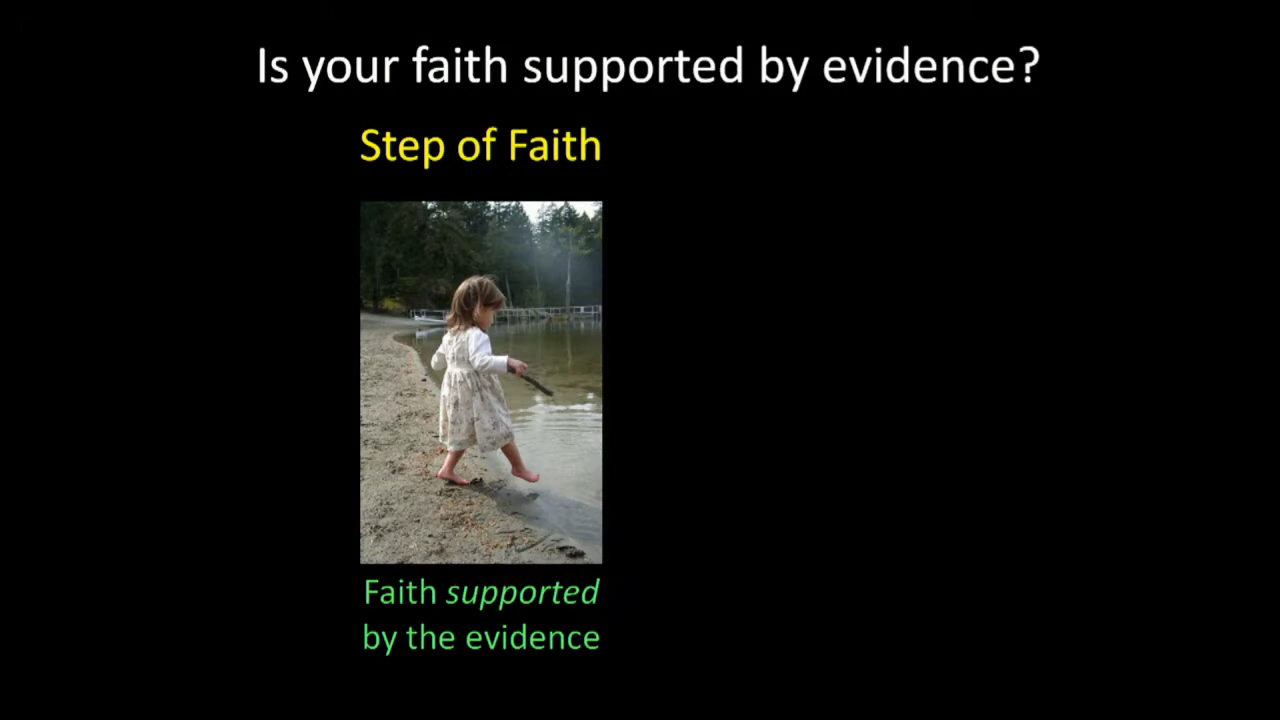 Is your faith supported by evidence?
Step of Faith
Faith supported
by the evidence